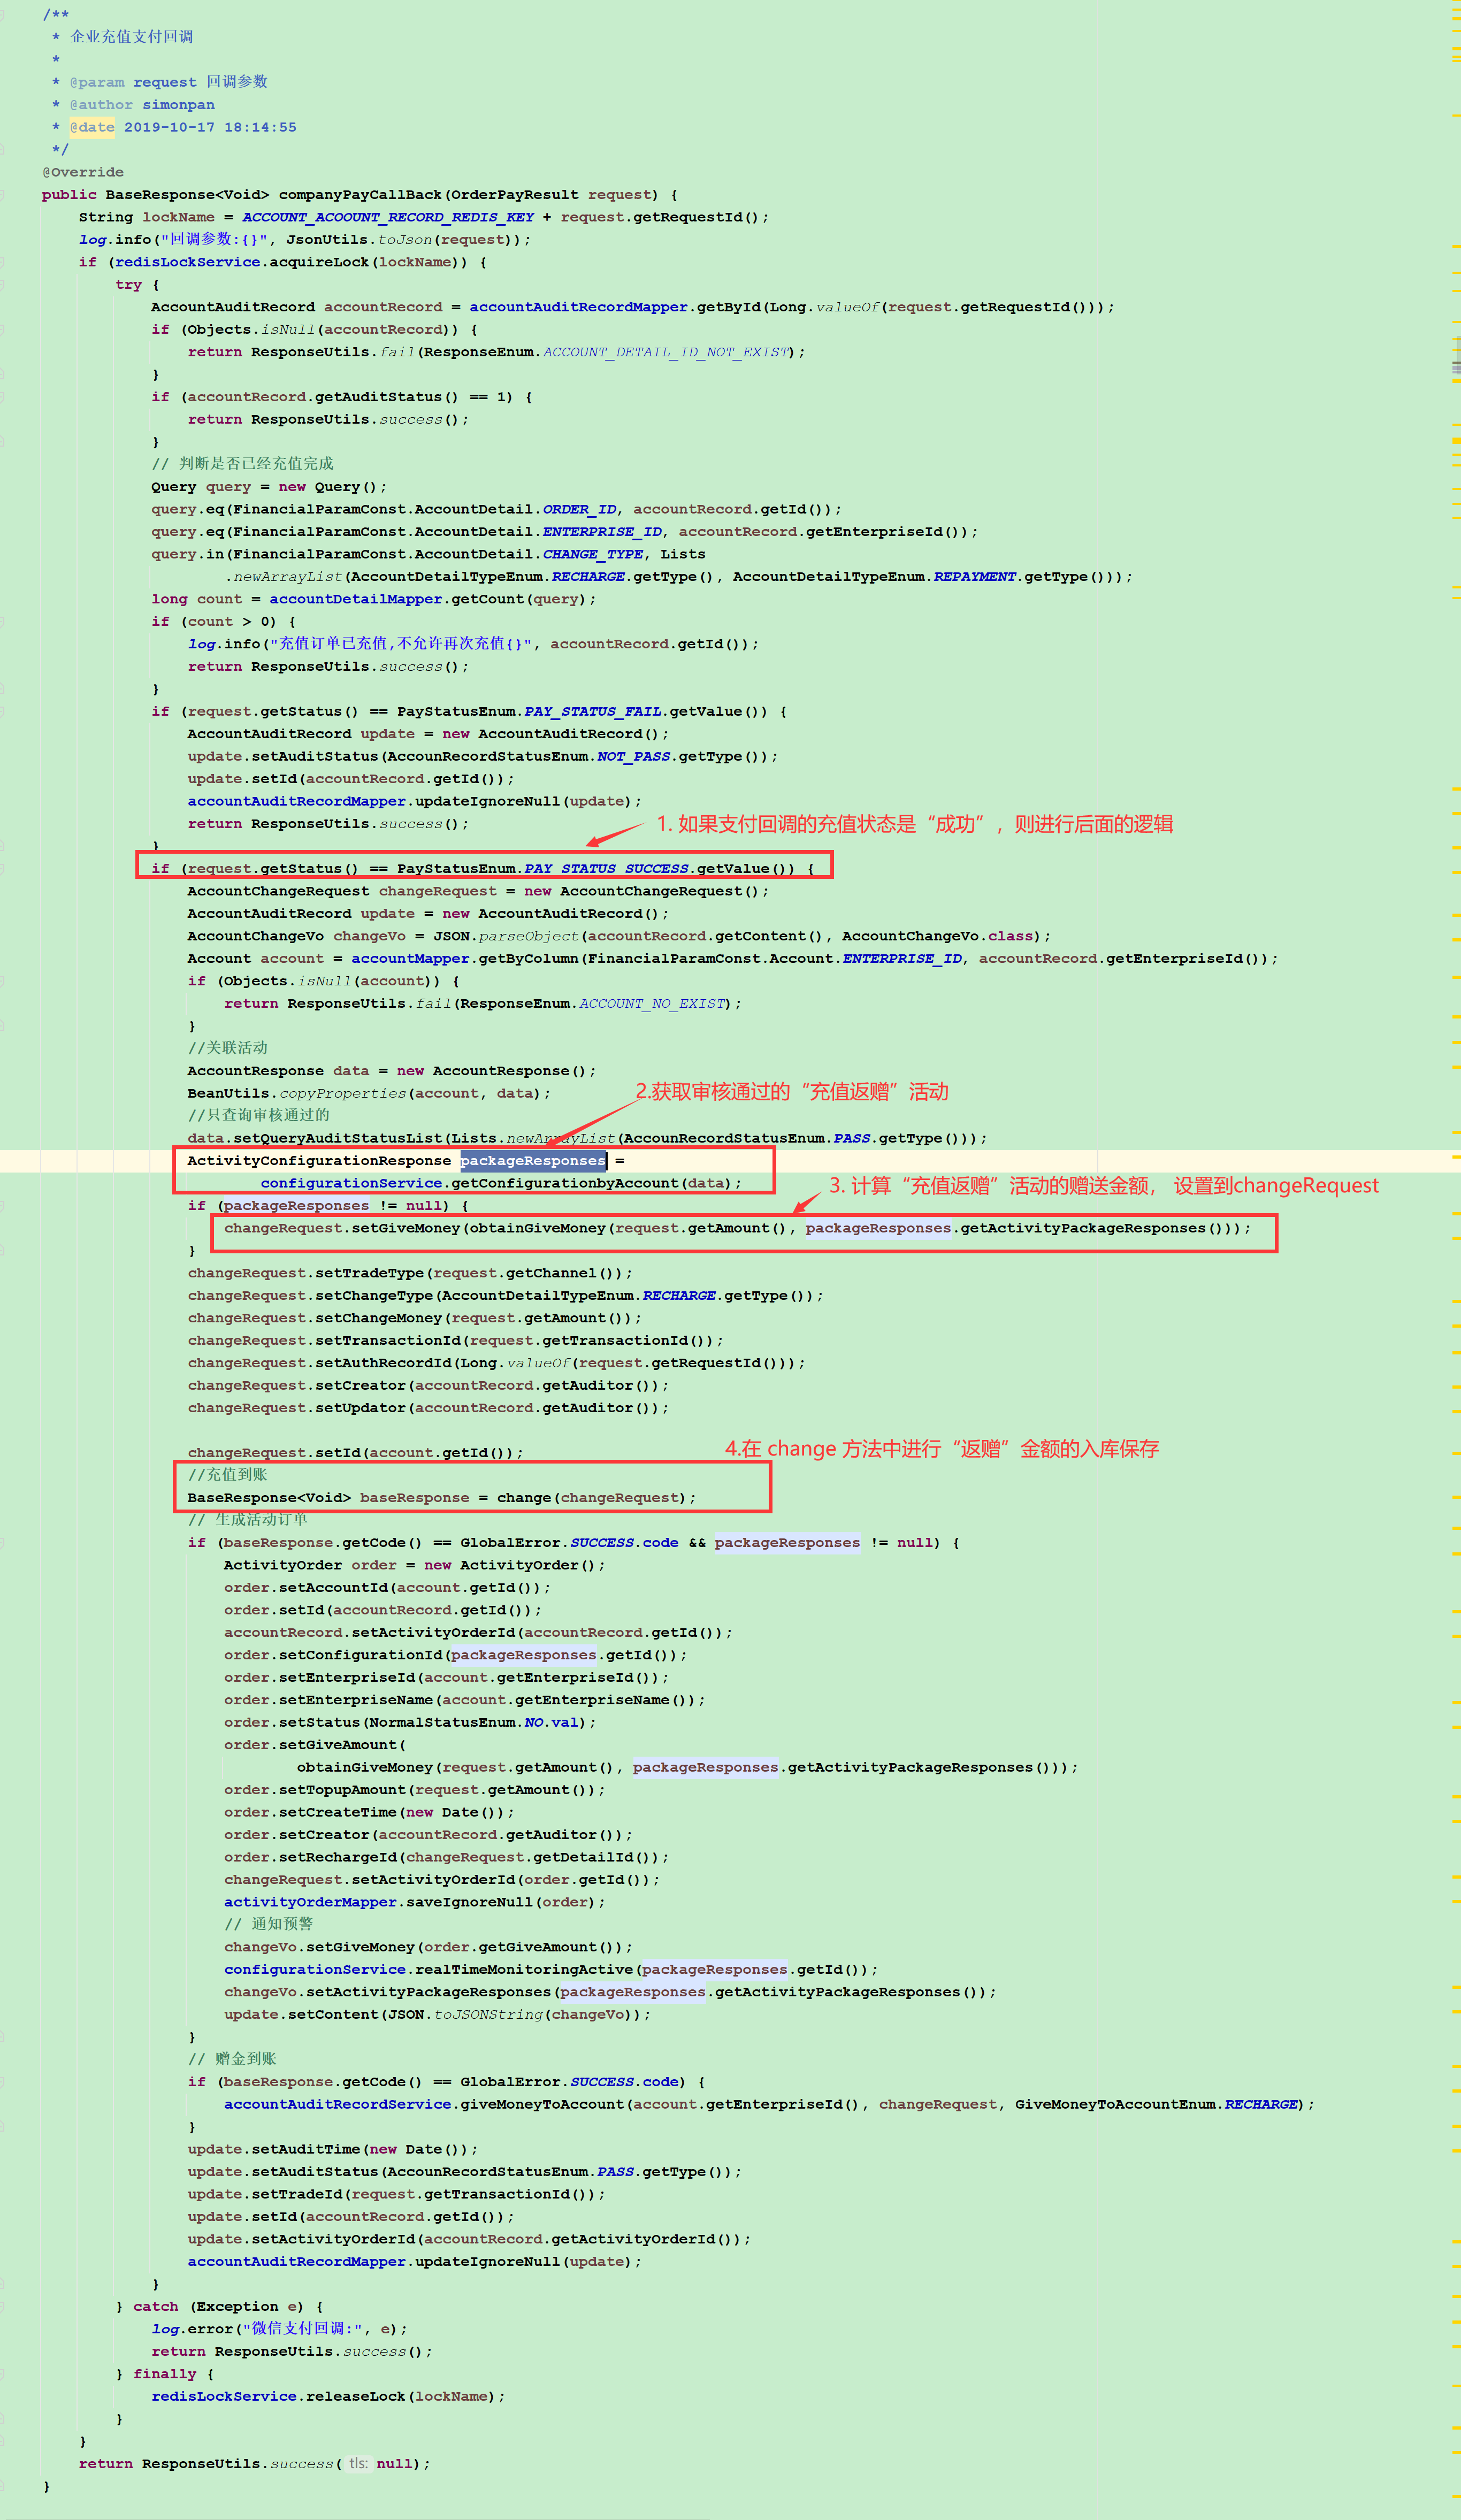 /**
 * 企业充值支付回调
 *
 * @param request 回调参数
 * @author simonpan
 * @date 2019-10-17 18:14:55
 */
@Override
public BaseResponse<Void> companyPayCallBack(OrderPayResult request) {
String lockName = ACCOUNT_ACOOUNT_RECORD_REDIS_KEY + request.getRequestId();
log.info("回调参数:{}", JsonUtils.toJson(request));
if (redisLockService.acquireLock(lockName)) {
try {
AccountAuditRecord accountRecord = accountAuditRecordMapper.getById(Long.valueOf(request.getRequestId()));
if (Objects.isNull(accountRecord)) {
return ResponseUtils.fail(ResponseEnum.ACCOUNT_DETAIL_ID_NOT_EXIST);
}
if (accountRecord.getAuditStatus() == 1) {
return ResponseUtils.success();
}
// 判断是否已经充值完成
Query query = new Query();
query.eq(FinancialParamConst.AccountDetail.ORDER_ID, accountRecord.getId());
query.eq(FinancialParamConst.AccountDetail.ENTERPRISE_ID, accountRecord.getEnterpriseId());
query.in(FinancialParamConst.AccountDetail.CHANGE_TYPE, Lists
.newArrayList(AccountDetailTypeEnum.RECHARGE.getType(), AccountDetailTypeEnum.REPAYMENT.getType()));
long count = accountDetailMapper.getCount(query);
if (count > 0) {
log.info("充值订单已充值,不允许再次充值{}", accountRecord.getId());
return ResponseUtils.success();
}
if (request.getStatus() == PayStatusEnum.PAY_STATUS_FAIL.getValue()) {
AccountAuditRecord update = new AccountAuditRecord();
update.setAuditStatus(AccounRecordStatusEnum.NOT_PASS.getType());
update.setId(accountRecord.getId());
accountAuditRecordMapper.updateIgnoreNull(update);
return ResponseUtils.success();
1. 如果支付回调的充值状态是“成功”，则进行后面的逻辑
}
if (request.getStatus() == PayStatusEnum.PAY_STATUS_SUCCESS.getValue()) {
AccountChangeRequest changeRequest = new AccountChangeRequest();
AccountAuditRecord update = new AccountAuditRecord();
AccountChangeVo changeVo = JSON.parseObject(accountRecord.getContent(), AccountChangeVo.class);
Account account = accountMapper.getByColumn(FinancialParamConst.Account.ENTERPRISE_ID, accountRecord.getEnterpriseId());
if (Objects.isNull(account)) {
return ResponseUtils.fail(ResponseEnum.ACCOUNT_NO_EXIST);
}
//关联活动
AccountResponse data = new AccountResponse();
BeanUtils.copyProperties(account, data);
2.获取审核通过的“充值返赠”活动
//只查询审核通过的
data.setQueryAuditStatusList(Lists.newArrayList(AccounRecordStatusEnum.PASS.getType()));
ActivityConfigurationResponse packageResponses =
configurationService.getConfigurationbyAccount(data);
3. 计算“充值返赠”活动的赠送金额， 设置到changeRequest
if (packageResponses != null) {
changeRequest.setGiveMoney(obtainGiveMoney(request.getAmount(), packageResponses.getActivityPackageResponses()));
}
changeRequest.setTradeType(request.getChannel());
changeRequest.setChangeType(AccountDetailTypeEnum.RECHARGE.getType());
changeRequest.setChangeMoney(request.getAmount());
changeRequest.setTransactionId(request.getTransactionId());
changeRequest.setAuthRecordId(Long.valueOf(request.getRequestId()));
changeRequest.setCreator(accountRecord.getAuditor());
changeRequest.setUpdator(accountRecord.getAuditor());
changeRequest.setId(account.getId());
4.在 change 方法中进行“返赠”金额的入库保存
//充值到账
BaseResponse<Void> baseResponse = change(changeRequest);
// 生成活动订单
if (baseResponse.getCode() == GlobalError.SUCCESS.code && packageResponses != null) {
ActivityOrder order = new ActivityOrder();
order.setAccountId(account.getId());
order.setId(accountRecord.getId());
accountRecord.setActivityOrderId(accountRecord.getId());
order.setConfigurationId(packageResponses.getId());
order.setEnterpriseId(account.getEnterpriseId());
order.setEnterpriseName(account.getEnterpriseName());
order.setStatus(NormalStatusEnum.NO.val);
order.setGiveAmount(
obtainGiveMoney(request.getAmount(), packageResponses.getActivityPackageResponses()));
order.setTopupAmount(request.getAmount());
order.setCreateTime(new Date());
order.setCreator(accountRecord.getAuditor());
order.setRechargeId(changeRequest.getDetailId());
changeRequest.setActivityOrderId(order.getId());
activityOrderMapper.saveIgnoreNull(order);
// 通知预警
changeVo.setGiveMoney(order.getGiveAmount());
configurationService.realTimeMonitoringActive(packageResponses.getId());
changeVo.setActivityPackageResponses(packageResponses.getActivityPackageResponses());
update.setContent(JSON.toJSONString(changeVo));
}
// 赠金到账
if (baseResponse.getCode() == GlobalError.SUCCESS.code) {
accountAuditRecordService.giveMoneyToAccount(account.getEnterpriseId(), changeRequest, GiveMoneyToAccountEnum.RECHARGE);
}
update.setAuditTime(new Date());
update.setAuditStatus(AccounRecordStatusEnum.PASS.getType());
update.setTradeId(request.getTransactionId());
update.setId(accountRecord.getId());
update.setActivityOrderId(accountRecord.getActivityOrderId());
accountAuditRecordMapper.updateIgnoreNull(update);
}
} catch (Exception e) {
log.error("微信支付回调:", e);
return ResponseUtils.success();
} finally {
redisLockService.releaseLock(lockName);
}
}
return ResponseUtils.success( tls: null);
}